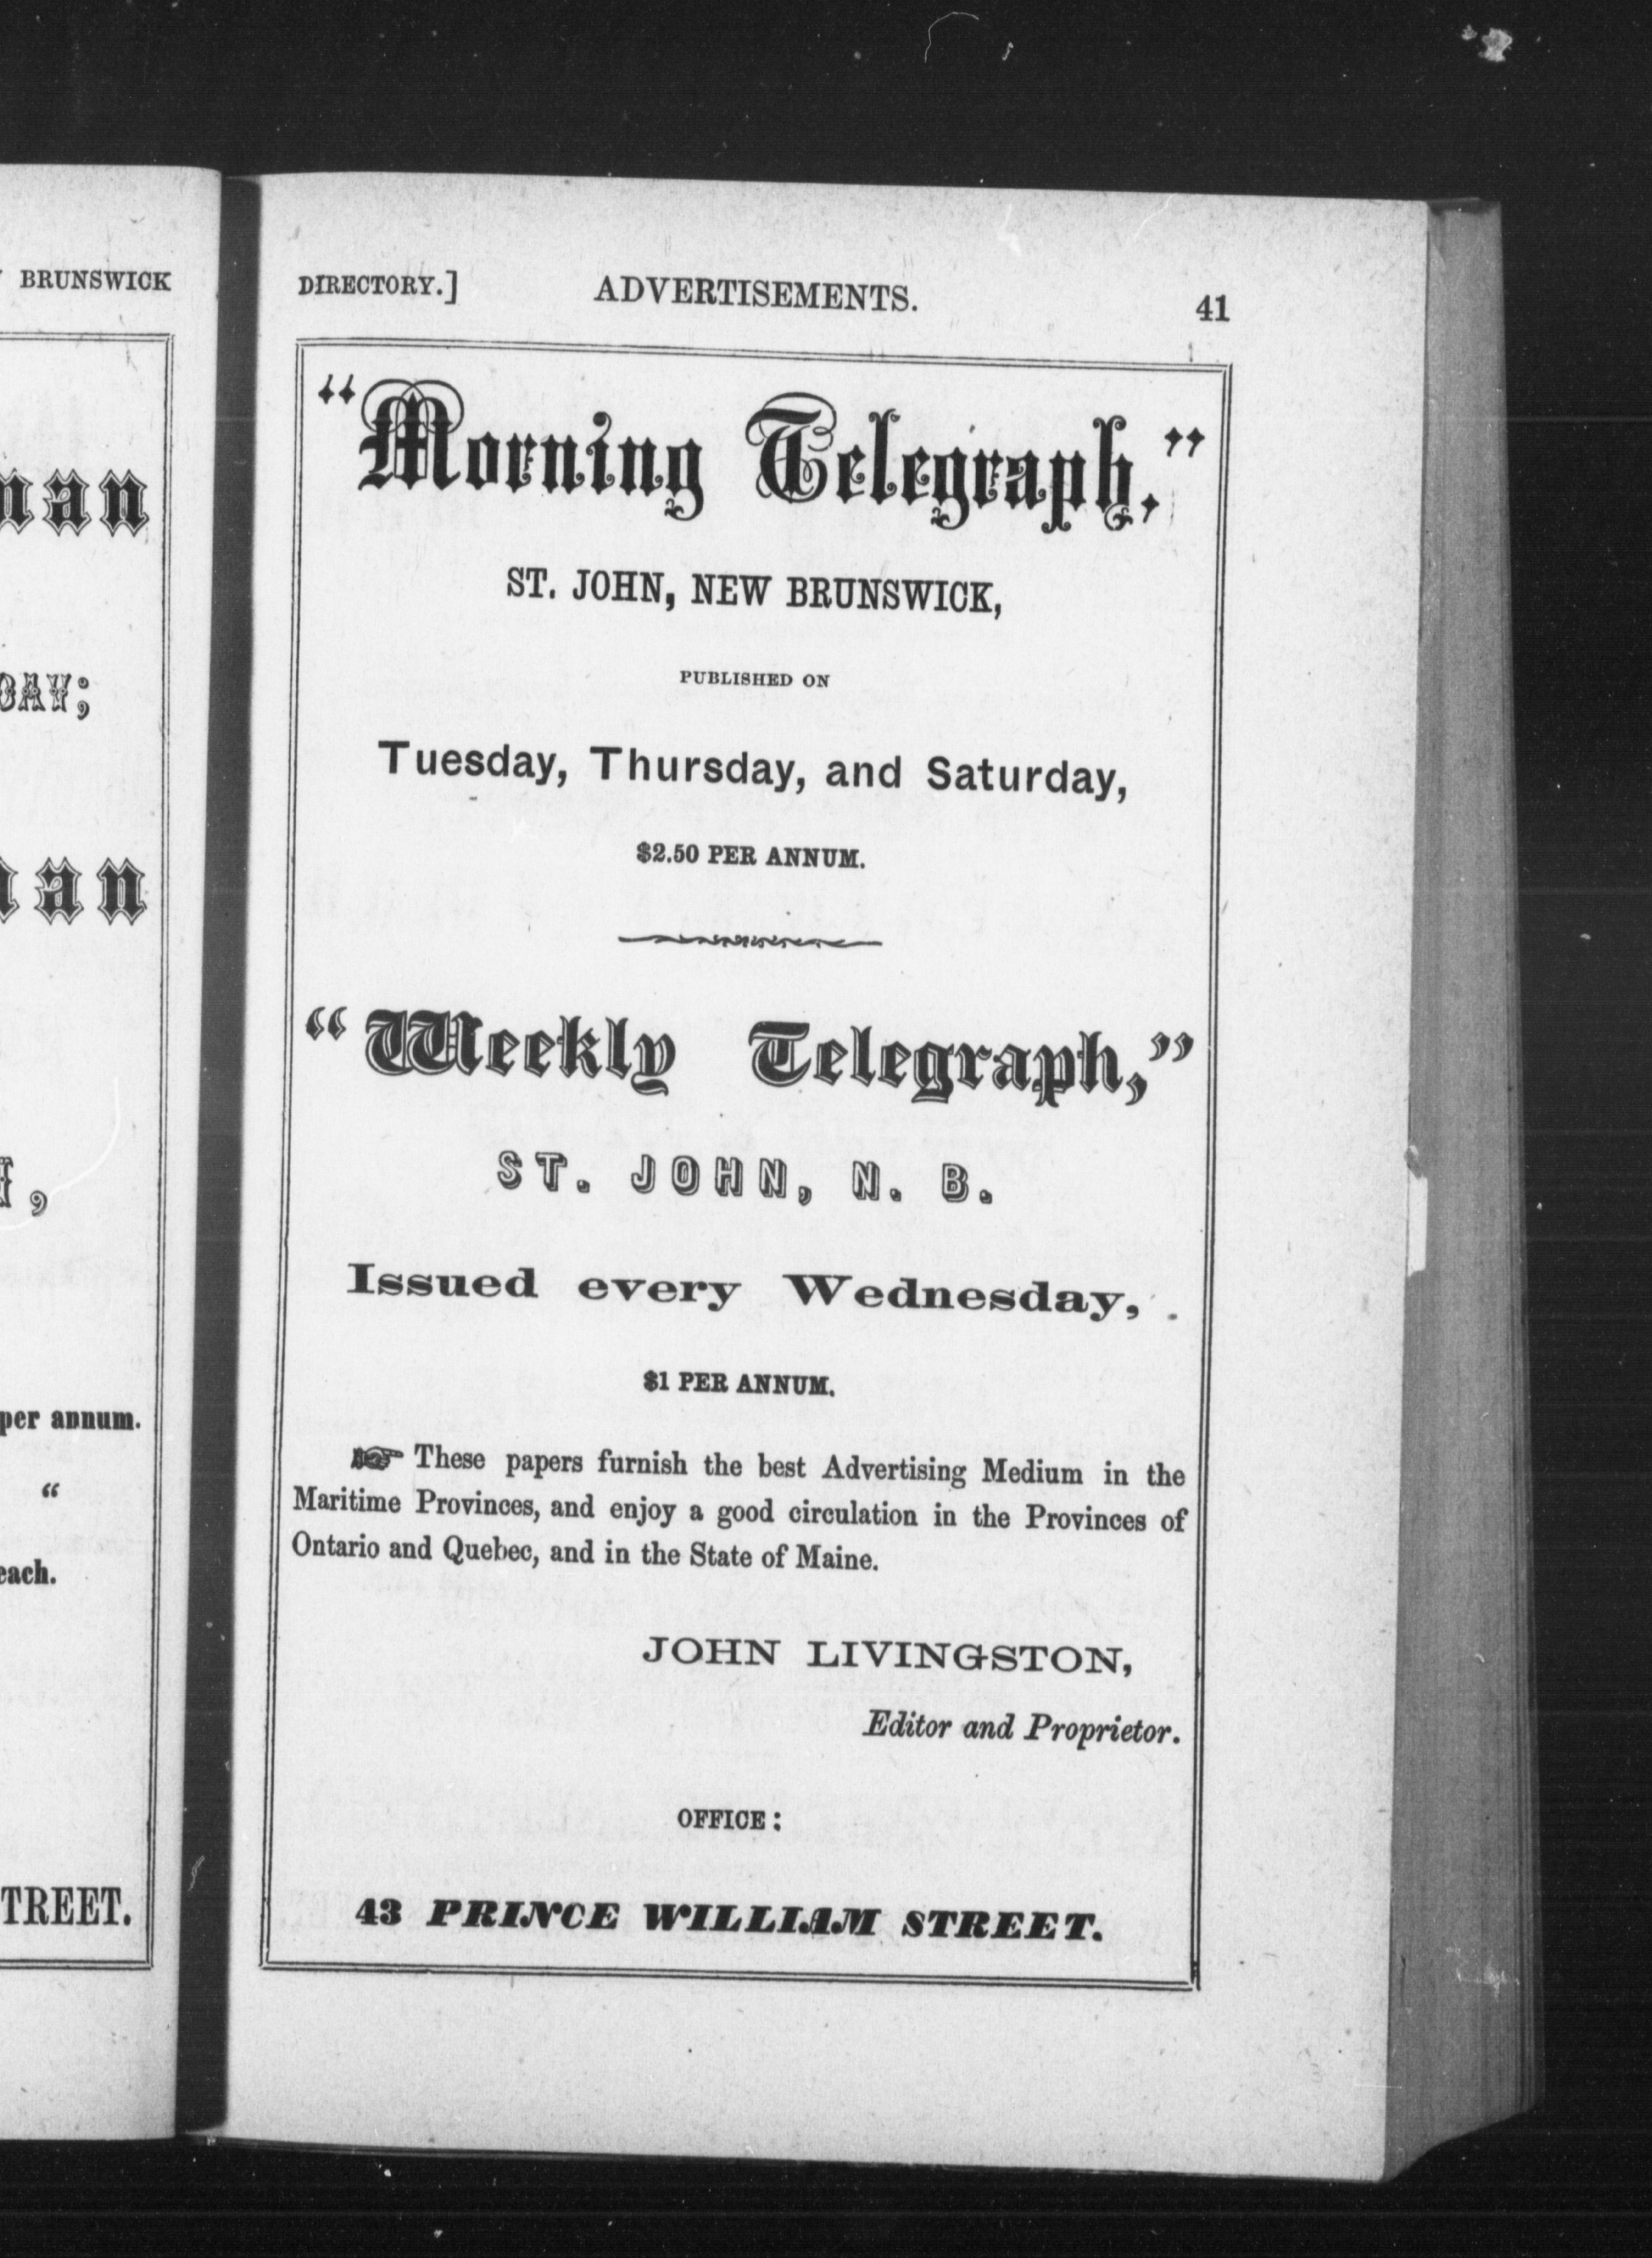 BRUNSWICK
man
DAY;
man
,
per annum.
“
each.
STREET.
DIRECTORY.] ADVERTISEMENTS. 41
“Morning Telegraph,”
ST. JOHN, NEW BRUNSWICK,
PUBLISHED ON
Tuesday, Thursday, and Saturday,
$2.50 PER ANNUM.
“Weekly Telegraph,”
ST. JOHN, N. B.
Issued every Wednesday,
$1 PER ANNUM.
☞ These papers furnish the best Advertising Medium in the
Maritime Provinces, and enjoy a good circulation in the Provinces of
Ontario and Quebec, and in the State of Maine.
JOHN LIVINGSTON,
Editor and Proprietor.
OFFICE:
43 PRINCE WILLIAM STREET.